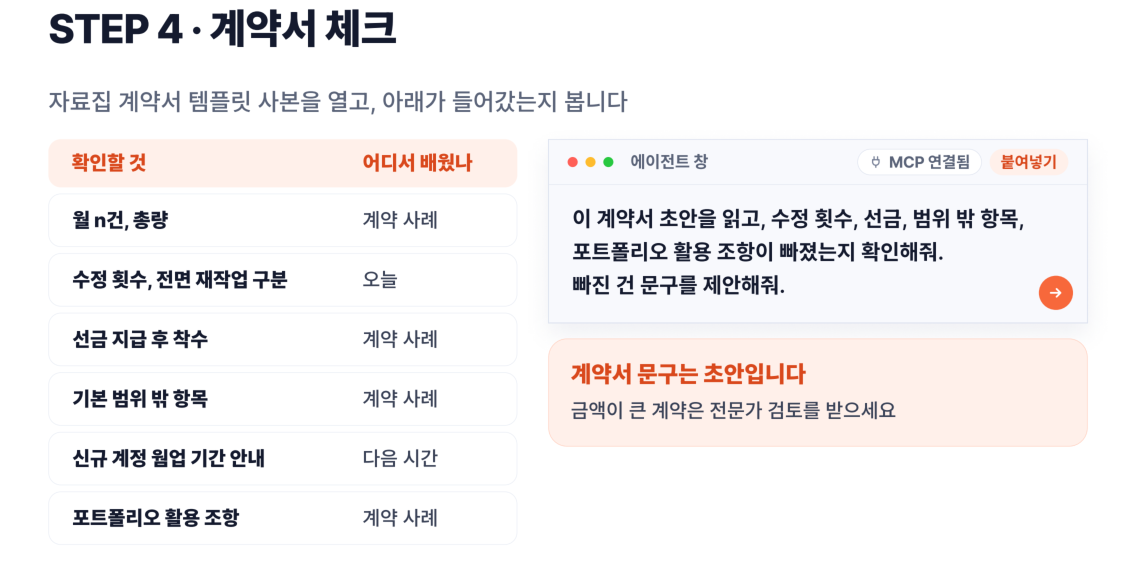 STEP 4 · 계약서 체크
자료집 계약서 템플릿 사본을 열고, 아래가 들어갔는지 봅니다
확인할 것 어디서 배웠나
월 n건, 총량 계약 사례
수정 횟수, 전면 재작업 구분 오늘
선금 지급 후 착수 계약 사례
기본 범위 밖 항목 계약 사례
신규 계정 웜업 기간 안내 다음 시간
포트폴리오 활용 조항 계약 사례
에이전트 창 MCP 연결됨 붙여넣기
이 계약서 초안을 읽고, 수정 횟수, 선금, 범위 밖 항목,
포트폴리오 활용 조항이 빠졌는지 확인해줘.
빠진 건 문구를 제안해줘.
계약서 문구는 초안입니다
금액이 큰 계약은 전문가 검토를 받으세요